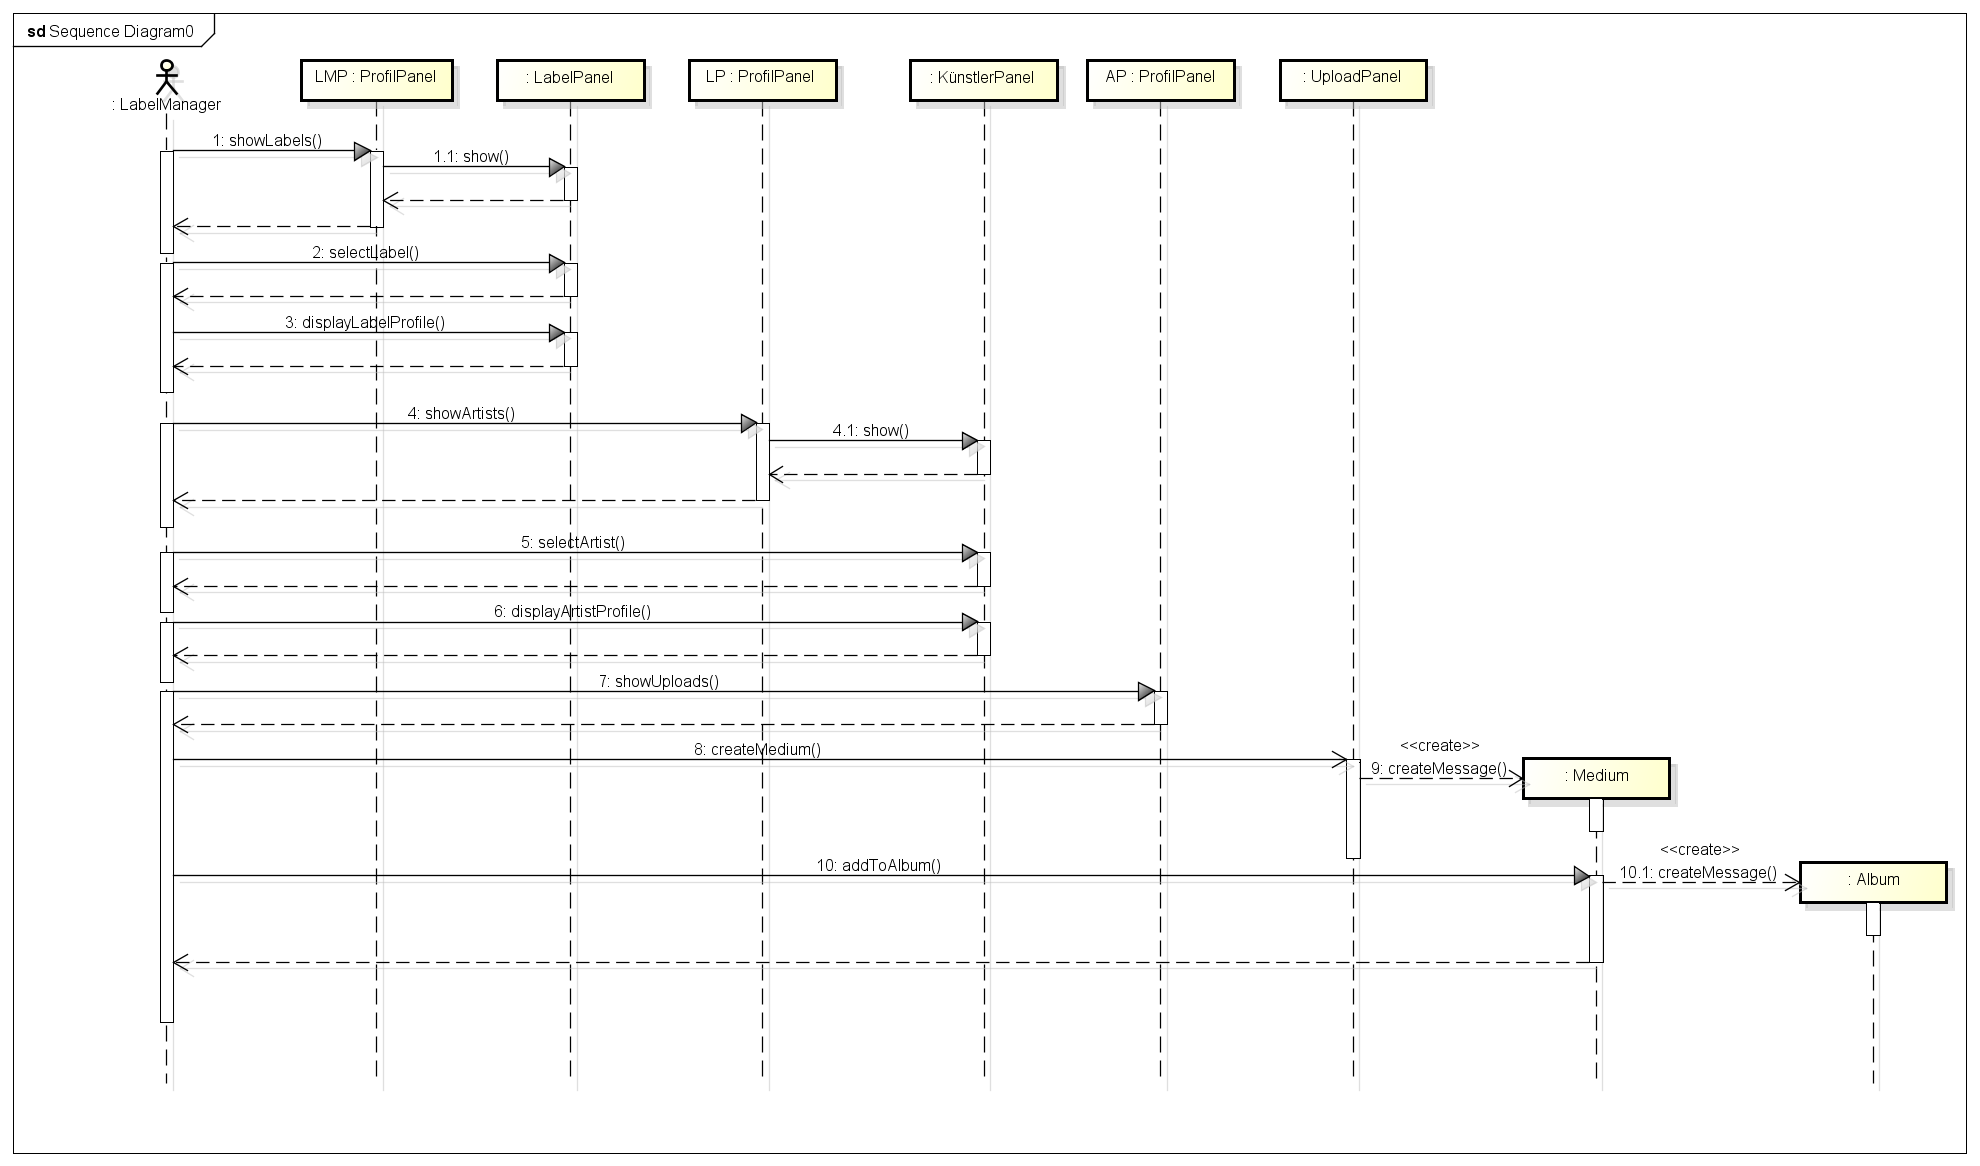 sd Sequence Diagram0
: LabelManager
LMP : ProfilPanel
: LabelPanel
LP : ProfilPanel
: KünstlerPanel
AP : ProfilPanel
: UploadPanel
1: showLabels()
1.1: show()
2: selectLabel()
3: displayLabelProfile()
4: showArtists()
4.1: show()
5: selectArtist()
6: displayArtistProfile()
7: showUploads()
8: createMedium()
<<create>>
9: createMessage()
: Medium
10: addToAlbum()
<<create>>
10.1: createMessage()
: Album